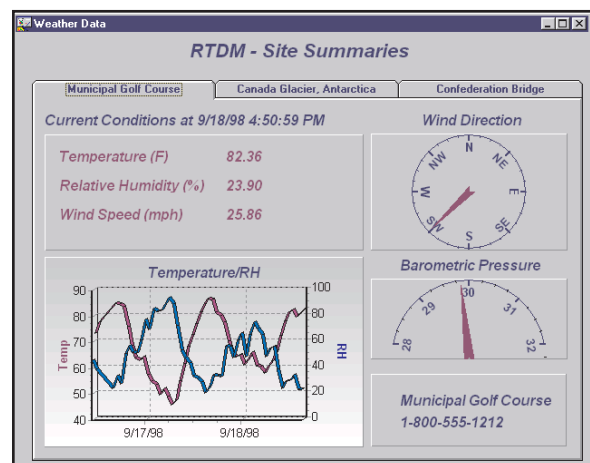 Weather Data
RTDM - Site Summaries
Municipal Golf Course
Canada Glacier, Antarctica
Confederation Bridge
Current Conditions at 9/18/98 4:50:59 PM
Temperature (F) 82.36
Relative Humidity (%) 23.90
Wind Speed (mph) 25.86
Wind Direction
N
NE
E
SE
S
SW
W
NW
Temperature/RH
90
80
70
60
50
40
Temp
100
80
60
40
20
0
RH
9/17/98
9/18/98
Barometric Pressure
28
29
30
31
32
Municipal Golf Course
1-800-555-1212